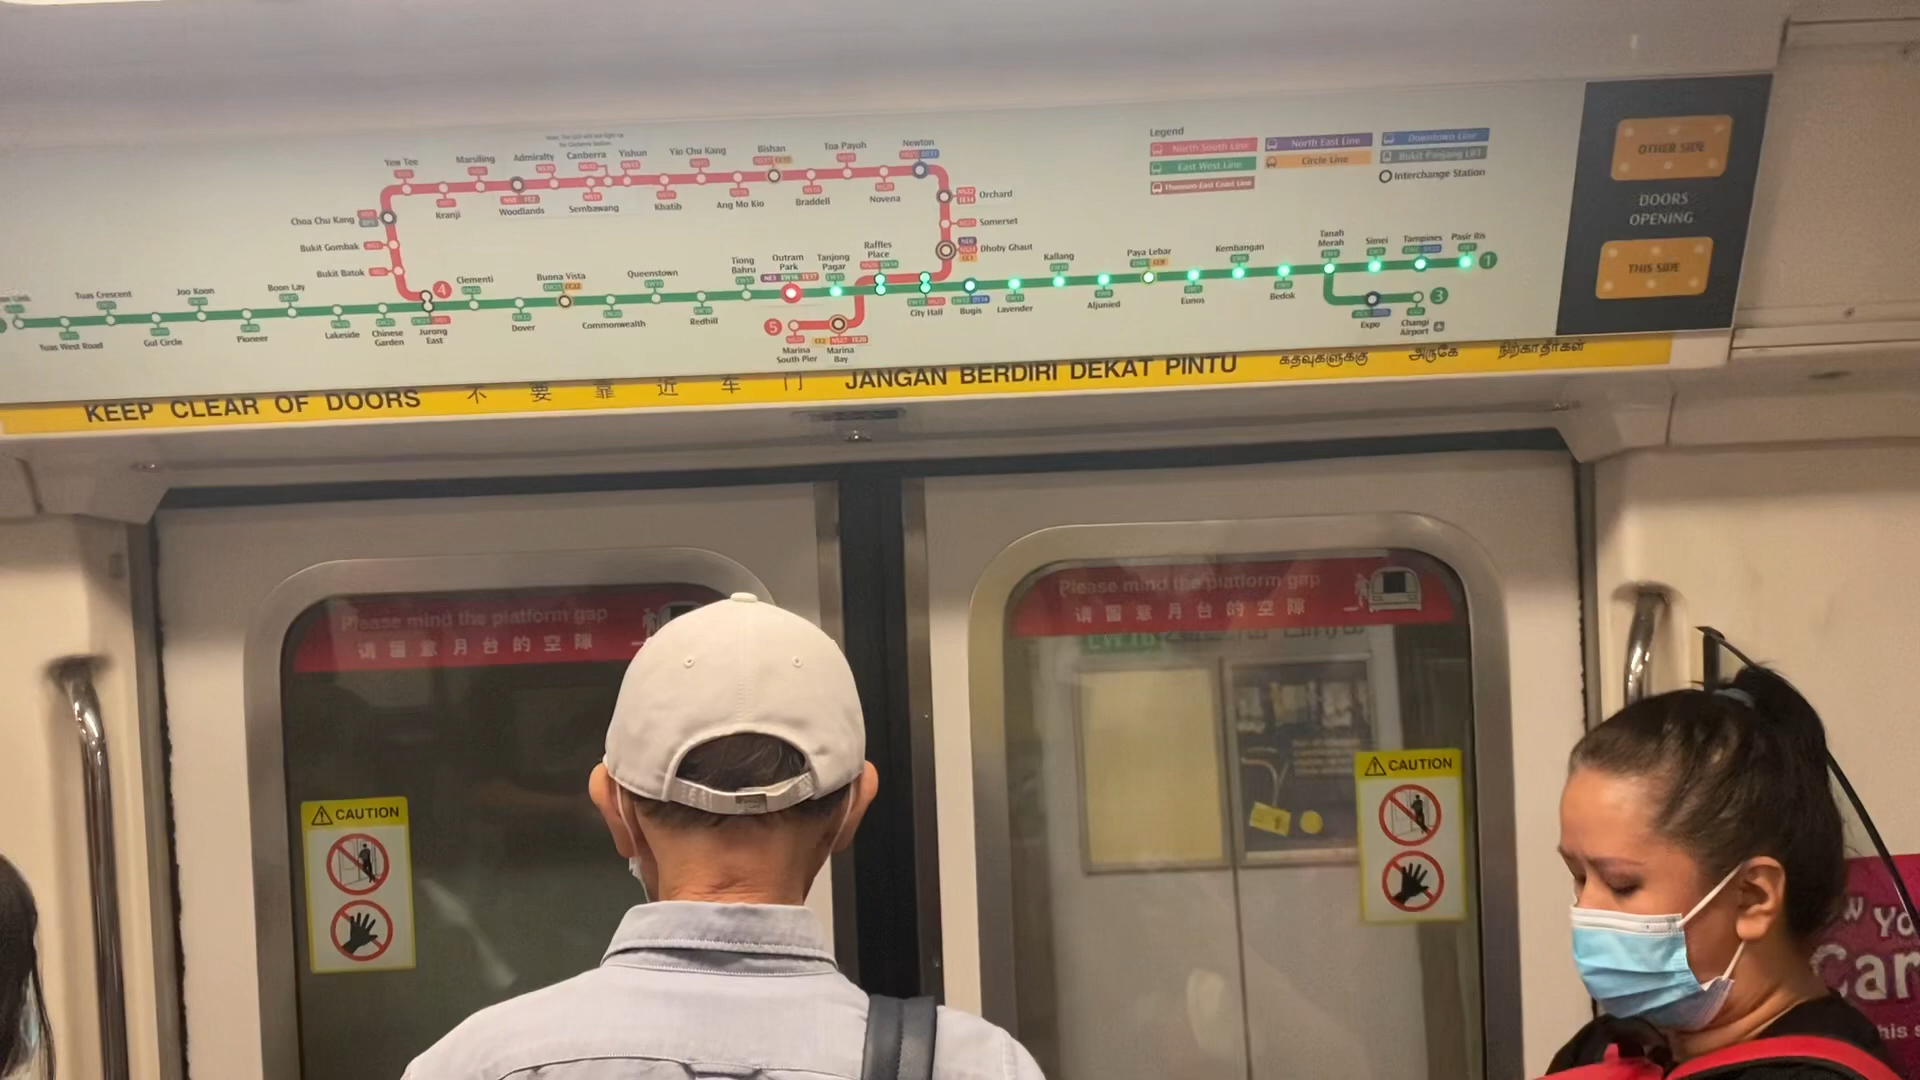 Yew Tee
Marsiling
Admiralty
Canberra
Yishun
Yio Chu Kang
Bishan
Toa Payoh
Newton
Kranji
Woodlands
Sembawang
Khatib
Ang Mo Kio
Braddell
Novena
Choa Chu Kang
Bukit Gombak
Bukit Batok
Orchard
Somerset
Dhoby Ghaut
Legend
North South Line
North East Line
Downtown Line
East West Line
Circle Line
Bukit Panjang LRT
Thomson-East Coast Line
Interchange Station
Tuas Crescent
Joo Koon
Boon Lay
Clementi
4
Buona Vista
Queenstown
Tiong Bahru
Outram Park
Tanjong Pagar
Raffles Place
Kallang
Paya Lebar
Kembangan
Tanah Merah
Simei
Tampines
Pasir Ris
1
Tuas West Road
Gul Circle
Pioneer
Lakeside
Chinese Garden
Jurong East
Dover
Commonwealth
Redhill
City Hall
Bugis
Lavender
Aljunied
Eunos
Bedok
Expo
Changi Airport
3
5
Marina South Pier
Marina Bay
OTHER SIDE
DOORS
OPENING
THIS SIDE
KEEP CLEAR OF DOORS 不要靠近车门 JANGAN BERDIRI DEKAT PINTU கதவுகளுக்கு அருகே நிற்காதீர்கள்
Please mind the platform gap
请留意月台的空隙
Please mind the platform gap
请留意月台的空隙
CAUTION
CAUTION